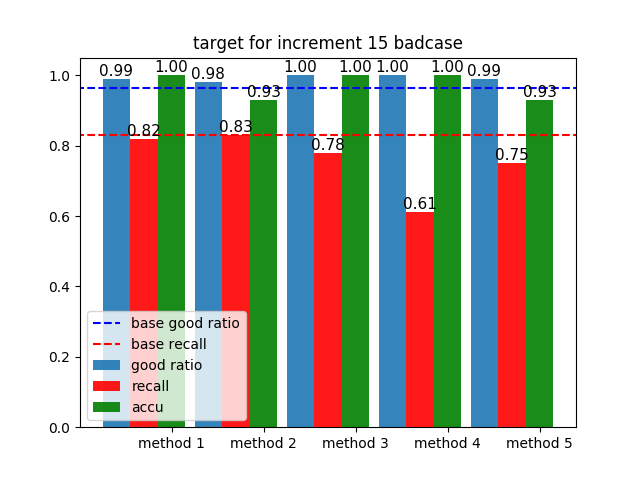 target for increment 15 badcase
0.99 0.82 1.00 0.98 0.83 0.93 1.00 0.78 1.00 1.00 0.61 1.00 0.99 0.75 0.93
1.0
0.8
0.6
0.4
0.2
0.0
base good ratio
base recall
good ratio
recall
accu
method 1 method 2 method 3 method 4 method 5